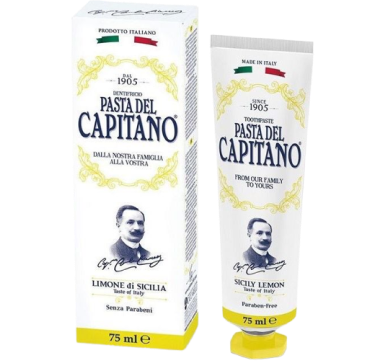 PRODOTTO ITALIANO
DAL
1905
DENTIFRICIO
PASTA DEL
CAPITANO®
DALLA NOSTRA FAMIGLIA
ALLA VOSTRA
LIMONE di SICILIA
Taste of Italy
Senza Parabeni
75 ml ℮
MADE IN ITALY
SINCE
1905
TOOTHPASTE
PASTA DEL
CAPITANO®
FROM OUR FAMILY
TO YOURS
SICILY LEMON
Taste of Italy
Paraben-Free
75 ml ℮